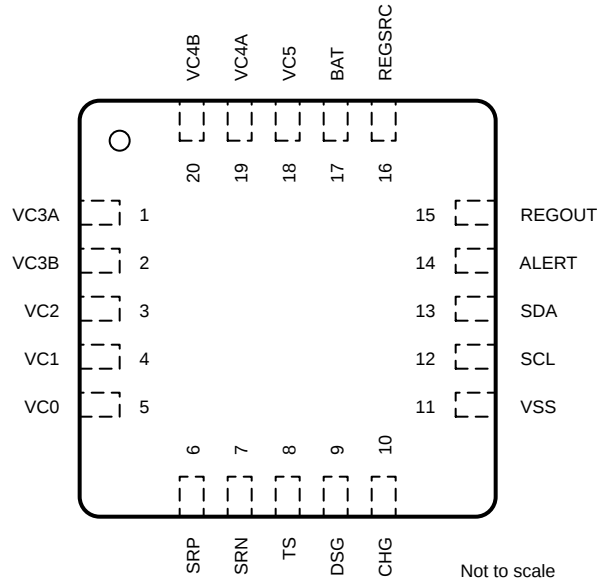 VC4B
VC4A
VC5
BAT
REGSRC
20
19
18
17
16
VC3A 1
15 REGOUT
VC3B 2
14 ALERT
VC2 3
13 SDA
VC1 4
12 SCL
VC0 5
11 VSS
6
7
8
9
10
SRP
SRN
TS
DSG
CHG
Not to scale